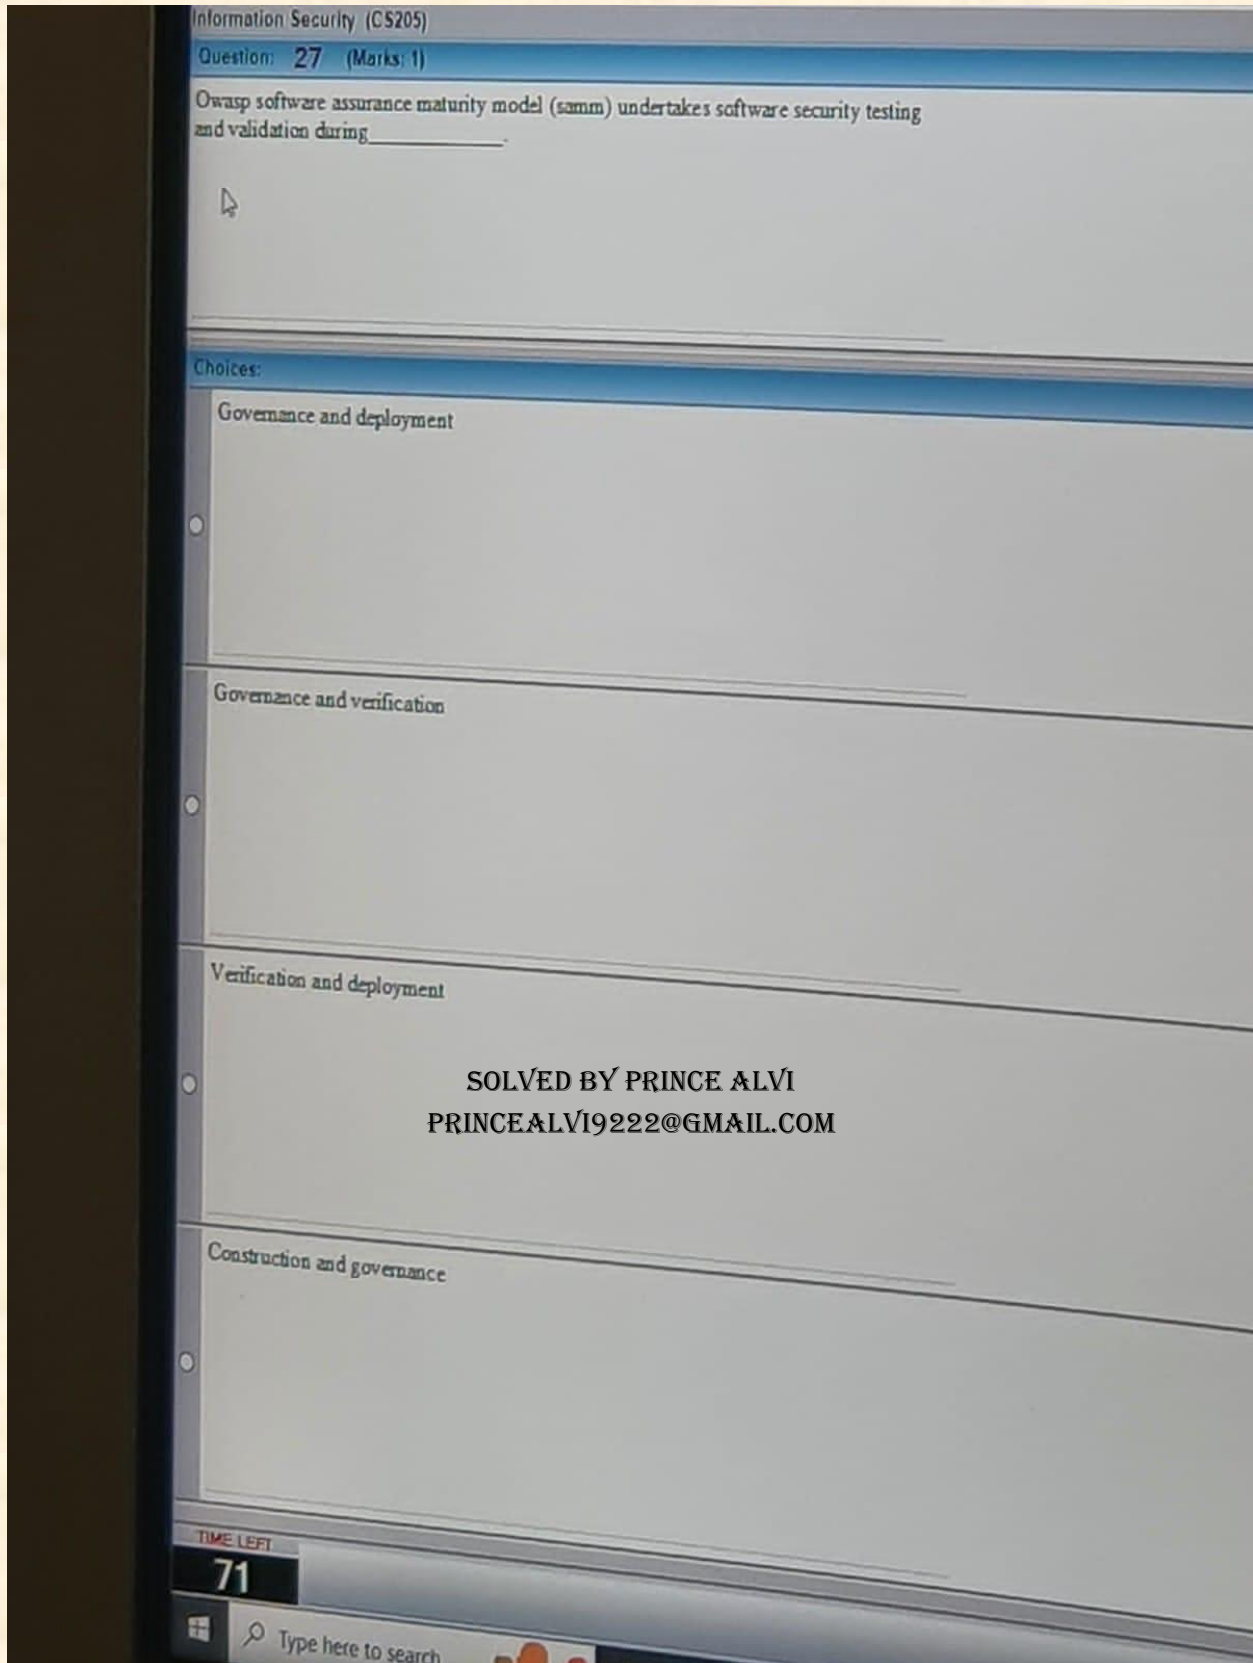 Information Security (CS205)
Question: 27 (Marks: 1)
Owasp software assurance maturity model (samm) undertakes software security testing
and validation during____________.
Choices:
Governance and deployment
Governance and verification
Verification and deployment
SOLVED BY PRINCE ALVI
PRINCEALVI9222@GMAIL.COM
Construction and governance
TIME LEFT
71
Type here to search